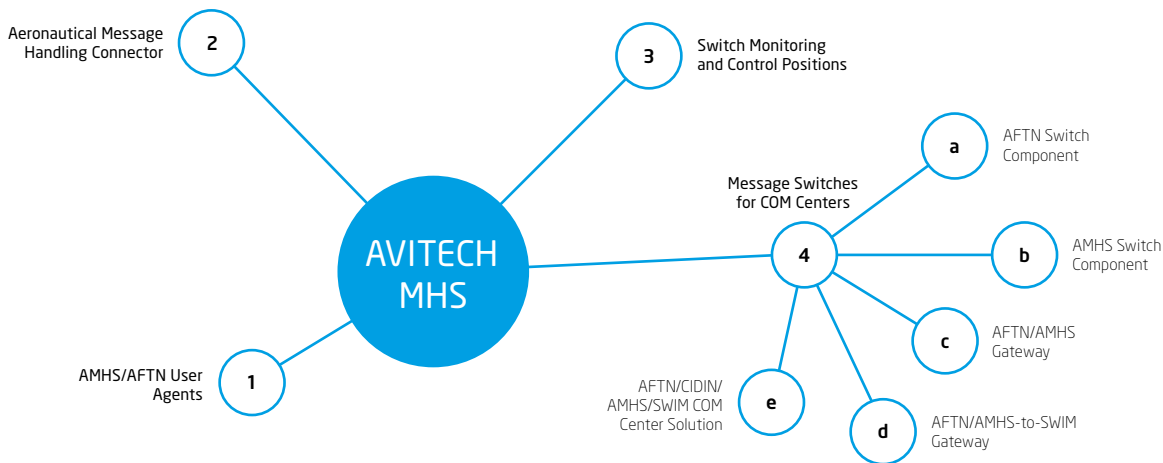 Aeronautical Message
Handling Connector
2
3
Switch Monitoring
and Control Positions
AVITECH
MHS
1
AMHS/AFTN User
Agents
Message Switches
for COM Centers
4
a
AFTN Switch
Component
b
AMHS Switch
Component
c
AFTN/AMHS
Gateway
d
AFTN/AMHS-to-SWIM
Gateway
e
AFTN/CIDIN/
AMHS/SWIM COM
Center Solution